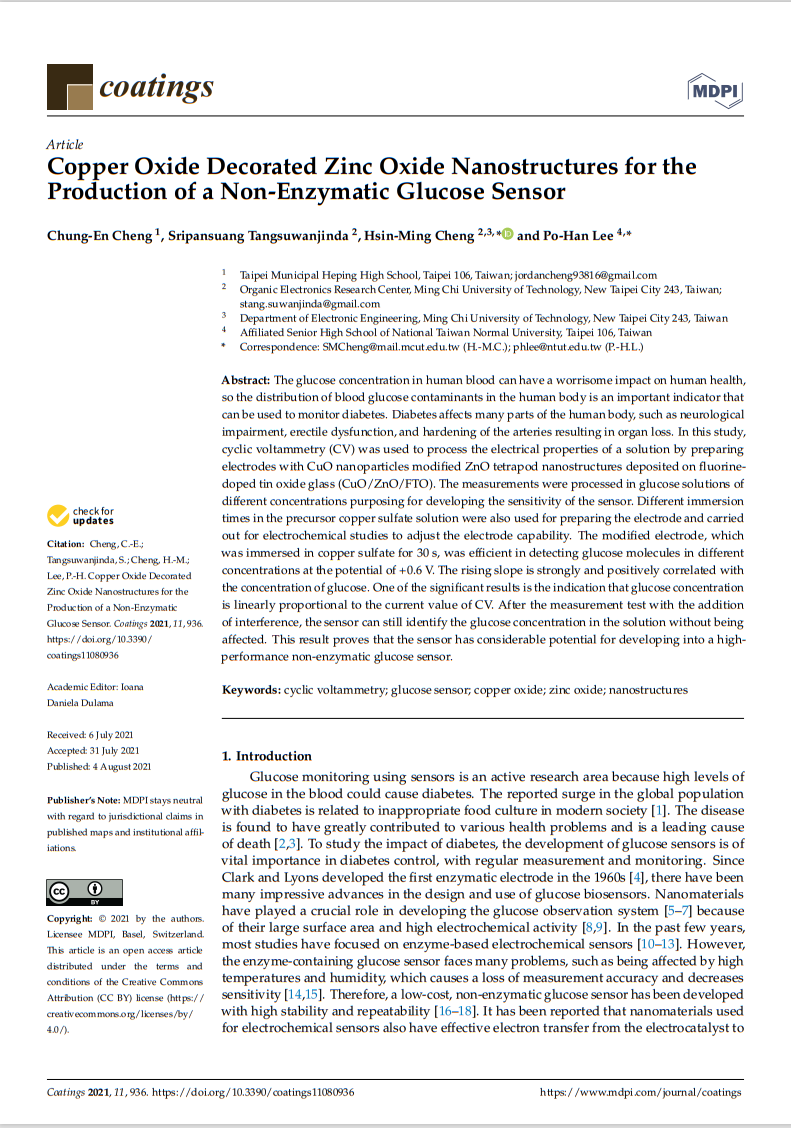 coatings
MDPI
Article
Copper Oxide Decorated Zinc Oxide Nanostructures for the
Production of a Non-Enzymatic Glucose Sensor
Chung-En Cheng 1, Sripansuang Tangsuwanjinda 2, Hsin-Ming Cheng 2,3,* iD and Po-Han Lee 4,*
1 Taipei Municipal Heping High School, Taipei 106, Taiwan; jordancheng93816@gmail.com
2 Organic Electronics Research Center, Ming Chi University of Technology, New Taipei City 243, Taiwan;
stang.suwanjinda@gmail.com
3 Department of Electronic Engineering, Ming Chi University of Technology, New Taipei City 243, Taiwan
4 Affiliated Senior High School of National Taiwan Normal University, Taipei 106, Taiwan
* Correspondence: SMCheng@mail.mcut.edu.tw (H.-M.C.); phlee@ntut.edu.tw (P.-H.L.)
Abstract: The glucose concentration in human blood can have a worrisome impact on human health,
so the distribution of blood glucose contaminants in the human body is an important indicator that
can be used to monitor diabetes. Diabetes affects many parts of the human body, such as neurological
impairment, erectile dysfunction, and hardening of the arteries resulting in organ loss. In this study,
cyclic voltammetry (CV) was used to process the electrical properties of a solution by preparing
electrodes with CuO nanoparticles modified ZnO tetrapod nanostructures deposited on fluorine-
doped tin oxide glass (CuO/ZnO/FTO). The measurements were processed in glucose solutions of
different concentrations purposing for developing the sensitivity of the sensor. Different immersion
times in the precursor copper sulfate solution were also used for preparing the electrode and carried
out for electrochemical studies to adjust the electrode capability. The modified electrode, which
was immersed in copper sulfate for 30 s, was efficient in detecting glucose molecules in different
concentrations at the potential of +0.6 V. The rising slope is strongly and positively correlated with
the concentration of glucose. One of the significant results is the indication that glucose concentration
is linearly proportional to the current value of CV. After the measurement test with the addition
of interference, the sensor can still identify the glucose concentration in the solution without being
affected. This result proves that the sensor has considerable potential for developing into a high-
performance non-enzymatic glucose sensor.
Keywords: cyclic voltammetry; glucose sensor; copper oxide; zinc oxide; nanostructures
check for
updates
Citation: Cheng, C.-E.;
Tangsuwanjinda, S.; Cheng, H.-M.;
Lee, P.-H. Copper Oxide Decorated
Zinc Oxide Nanostructures for the
Production of a Non-Enzymatic
Glucose Sensor. Coatings 2021, 11, 936.
https://doi.org/10.3390/
coatings11080936
Academic Editor: Ioana
Daniela Dulama
Received: 6 July 2021
Accepted: 31 July 2021
Published: 4 August 2021
Publisher's Note: MDPI stays neutral
with regard to jurisdictional claims in
published maps and institutional affil-
iations.
CC BY
Copyright: © 2021 by the authors.
Licensee MDPI, Basel, Switzerland.
This article is an open access article
distributed under the terms and
conditions of the Creative Commons
Attribution (CC BY) license (https://
creativecommons.org/licenses/by/
4.0/).
1. Introduction
Glucose monitoring using sensors is an active research area because high levels of
glucose in the blood could cause diabetes. The reported surge in the global population
with diabetes is related to inappropriate food culture in modern society [1]. The disease
is found to have greatly contributed to various health problems and is a leading cause
of death [2,3]. To study the impact of diabetes, the development of glucose sensors is of
vital importance in diabetes control, with regular measurement and monitoring. Since
Clark and Lyons developed the first enzymatic electrode in the 1960s [4], there have been
many impressive advances in the design and use of glucose biosensors. Nanomaterials
have played a crucial role in developing the glucose observation system [5–7] because
of their large surface area and high electrochemical activity [8,9]. In the past few years,
most studies have focused on enzyme-based electrochemical sensors [10–13]. However,
the enzyme-containing glucose sensor faces many problems, such as being affected by high
temperatures and humidity, which causes a loss of measurement accuracy and decreases
sensitivity [14,15]. Therefore, a low-cost, non-enzymatic glucose sensor has been developed
with high stability and repeatability [16–18]. It has been reported that nanomaterials used
for electrochemical sensors also have effective electron transfer from the electrocatalyst to
Coatings 2021, 11, 936. https://doi.org/10.3390/coatings11080936
https://www.mdpi.com/journal/coatings